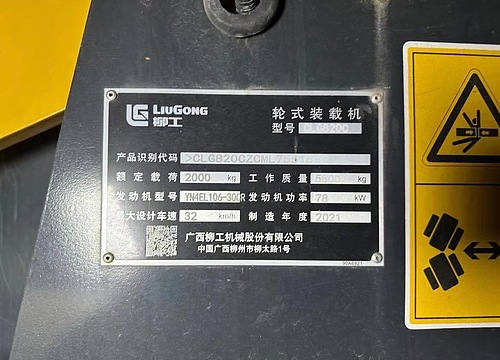 LiuGong
柳工
轮式装载机
型号 CLG820C
产品识别代码
额定载荷 2000 kg 工作质量 kg
发动机型号 YN4EL106-30CR 发动机功率 78 kW
最大设计车速 32 km/h 制造年度 2021
广西柳工机械股份有限公司
中国广西柳州市柳太路1号